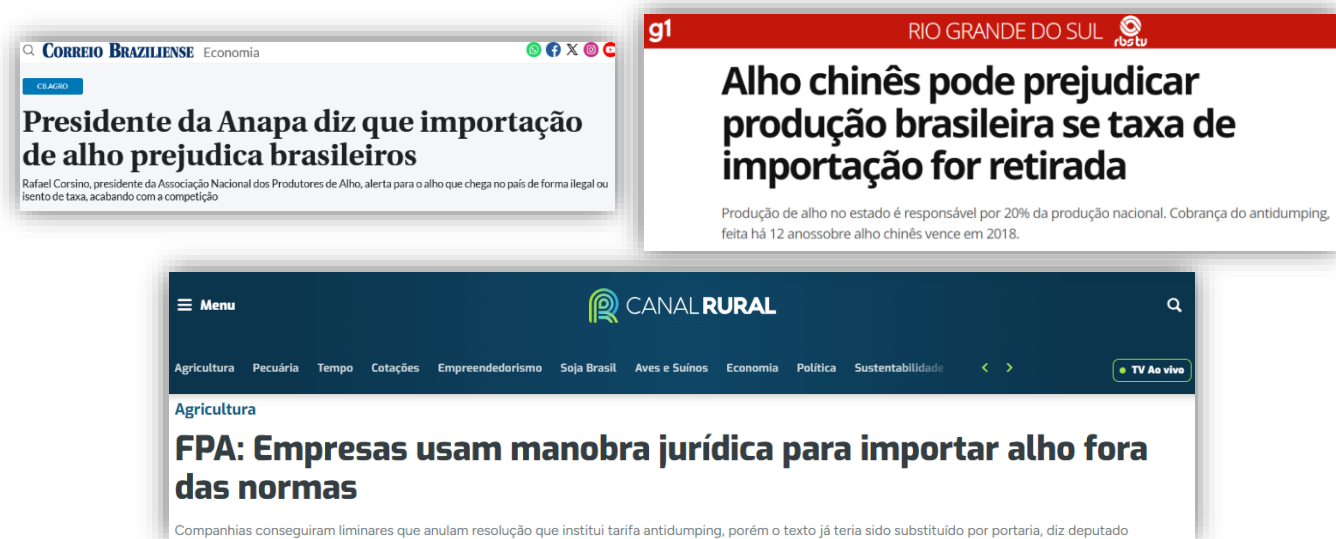 CORREIO BRAZILIENSE Economia
CB.AGRO
Presidente da Anapa diz que importação
de alho prejudica brasileiros
Rafael Corsino, presidente da Associação Nacional dos Produtores de Alho, alerta para o alho que chega no país de forma ilegal ou
isento de taxa, acabando com a competição
g1 RIO GRANDE DO SUL rbs tv
Alho chinês pode prejudicar
produção brasileira se taxa de
importação for retirada
Produção de alho no estado é responsável por 20% da produção nacional. Cobrança do antidumping,
feita há 12 anossobre alho chinês vence em 2018.
Menu CANAL RURAL
Agricultura Pecuária Tempo Cotações Empreendedorismo Soja Brasil Aves e Suínos Economia Política Sustentabilidade TV Ao vivo
Agricultura
FPA: Empresas usam manobra jurídica para importar alho fora
das normas
Companhias conseguiram liminares que anulam resolução que institui tarifa antidumping, porém o texto já teria sido substituído por portaria, diz deputado